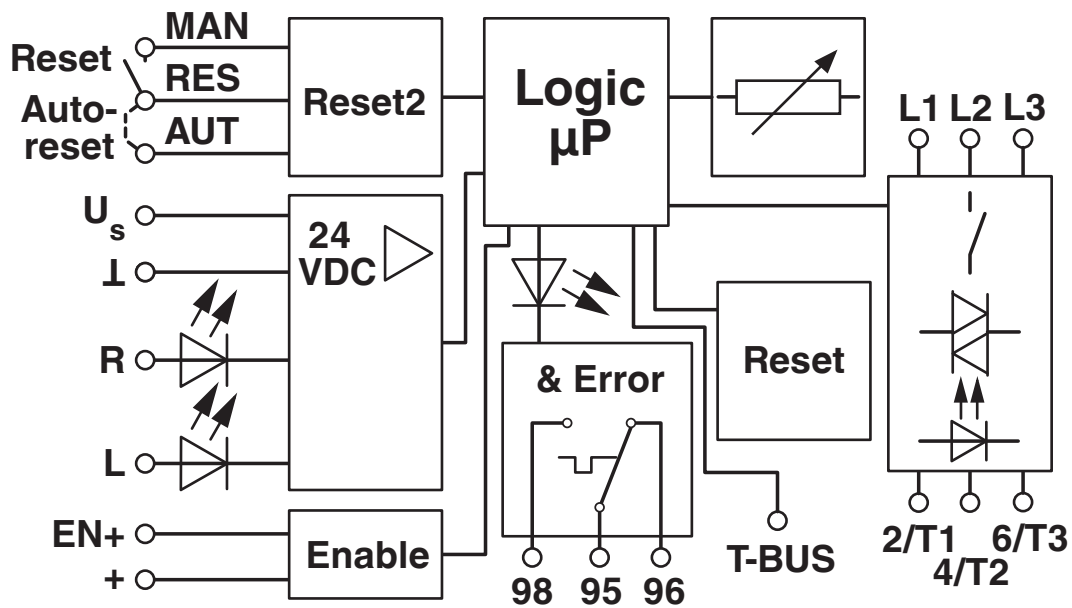 MAN
Reset
RES
Auto-
reset
AUT
Reset2
Logic
µP
L1 L2 L3
Us
⊥
24
VDC
R
L
& Error
Reset
EN+
+
Enable
98 95 96
T-BUS
2/T1 6/T3
4/T2